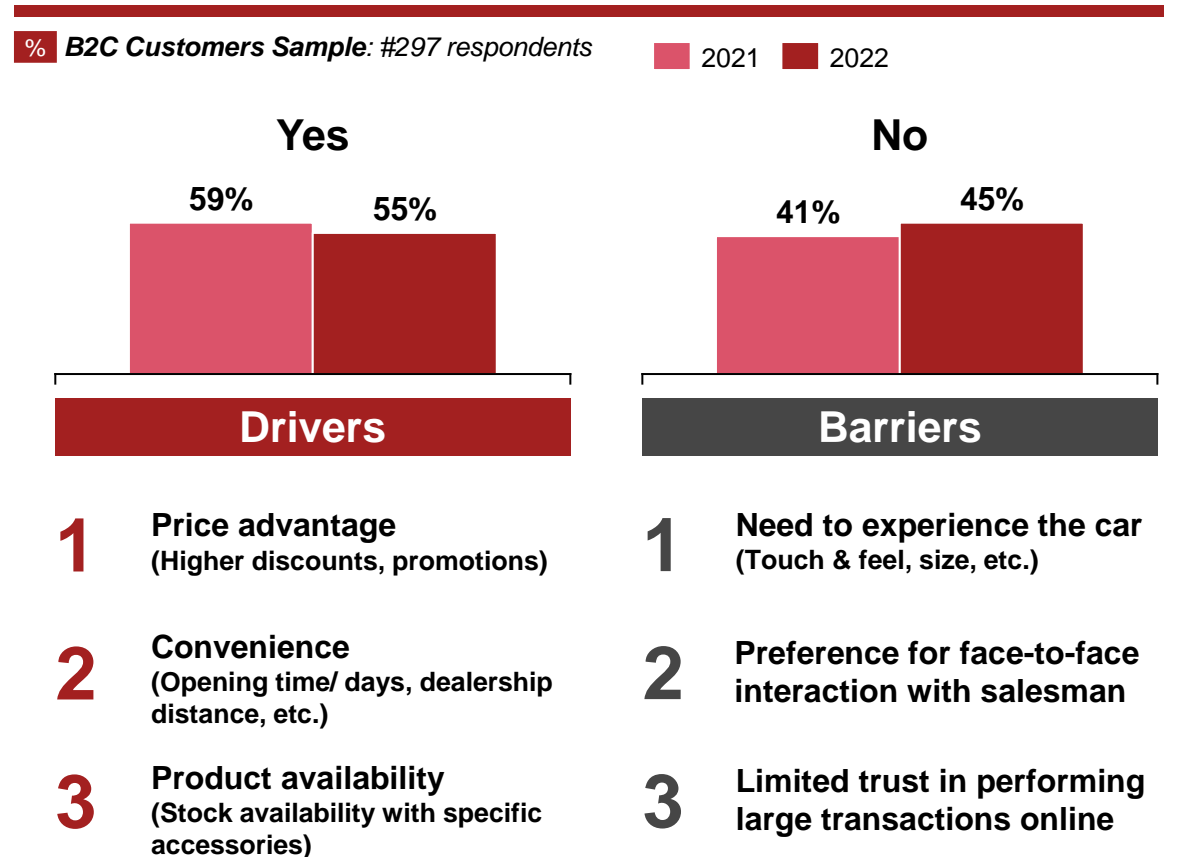 % B2C Customers Sample: #297 respondents
2021 2022
Yes
59% 55%
Drivers
1 Price advantage
(Higher discounts, promotions)
2 Convenience
(Opening time/ days, dealership
distance, etc.)
3 Product availability
(Stock availability with specific
accessories)
No
41% 45%
Barriers
1 Need to experience the car
(Touch & feel, size, etc.)
2 Preference for face-to-face
interaction with salesman
3 Limited trust in performing
large transactions online